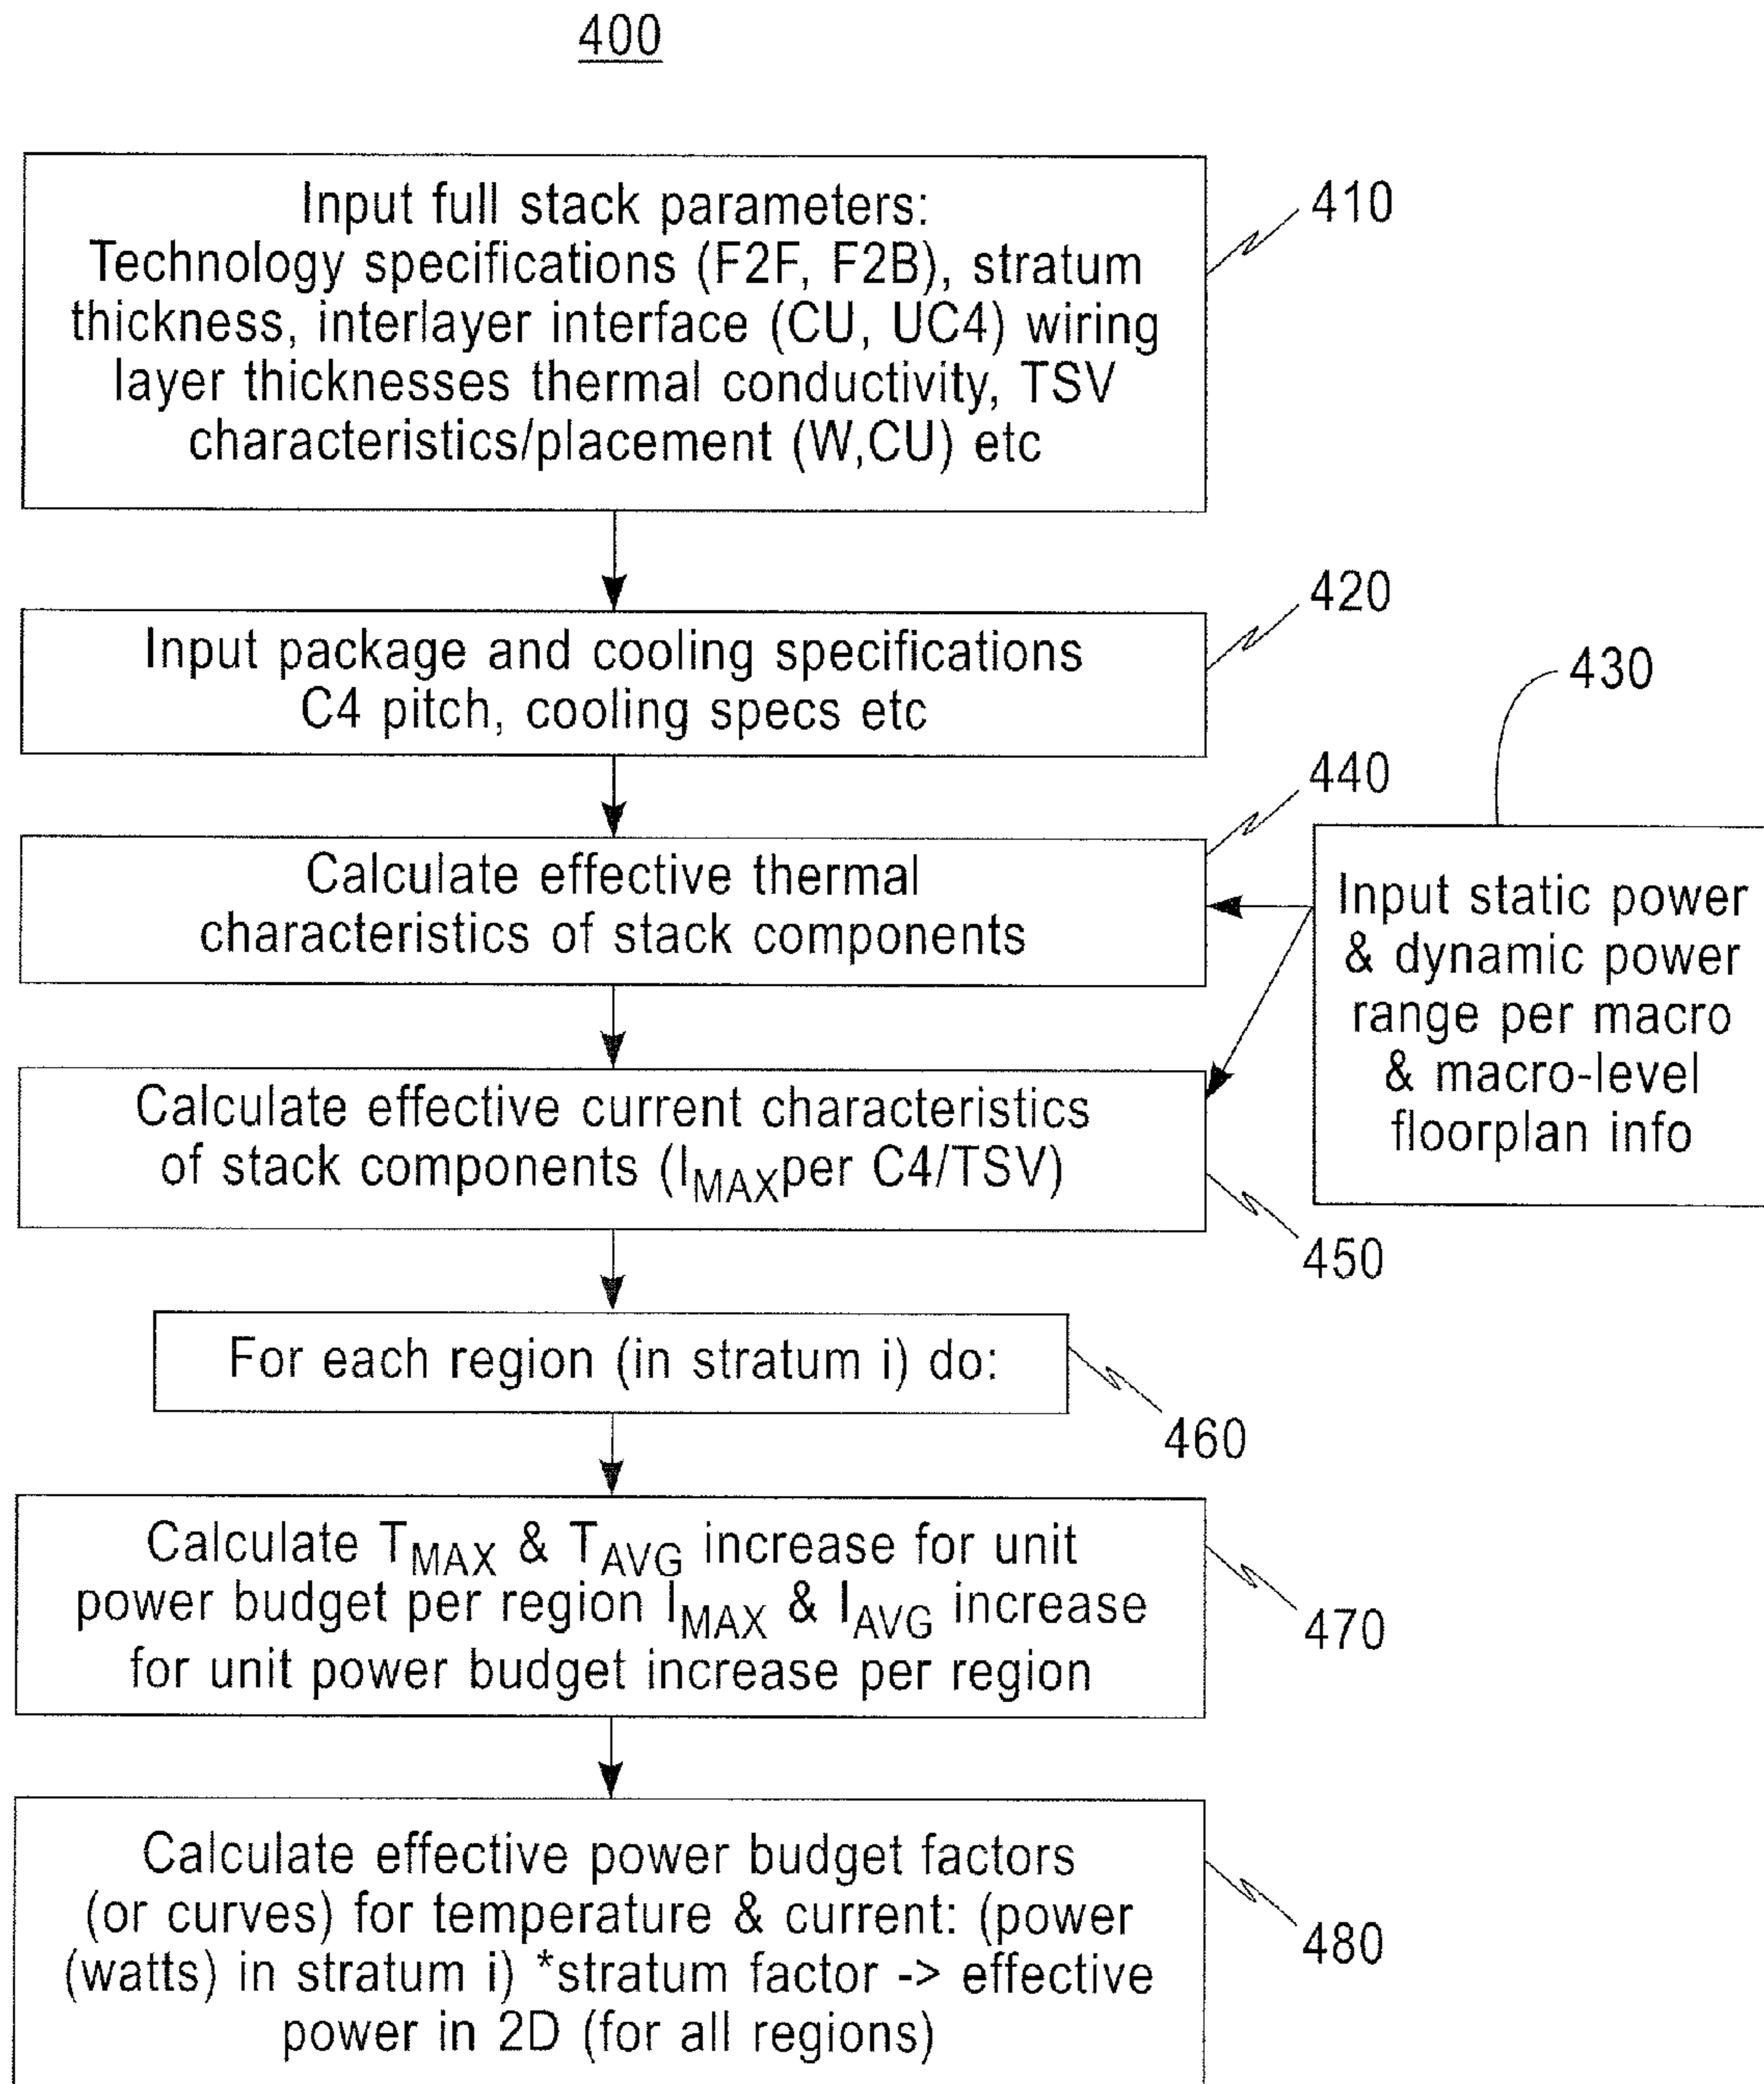 400
Input full stack parameters:
Technology specifications (F2F, F2B), stratum
thickness, interlayer interface (CU, UC4) wiring
layer thicknesses thermal conductivity, TSV
characteristics/placement (W,CU) etc
410
Input package and cooling specifications
C4 pitch, cooling specs etc
420
430
Input static power
& dynamic power
range per macro
& macro-level
floorplan info
Calculate effective thermal
characteristics of stack components
440
Calculate effective current characteristics
of stack components (IMAXper C4/TSV)
450
For each region (in stratum i) do:
460
Calculate TMAX & TAVG increase for unit
power budget per region IMAX & IAVG increase
for unit power budget increase per region
470
Calculate effective power budget factors
(or curves) for temperature & current: (power
(watts) in stratum i) *stratum factor -> effective
power in 2D (for all regions)
480